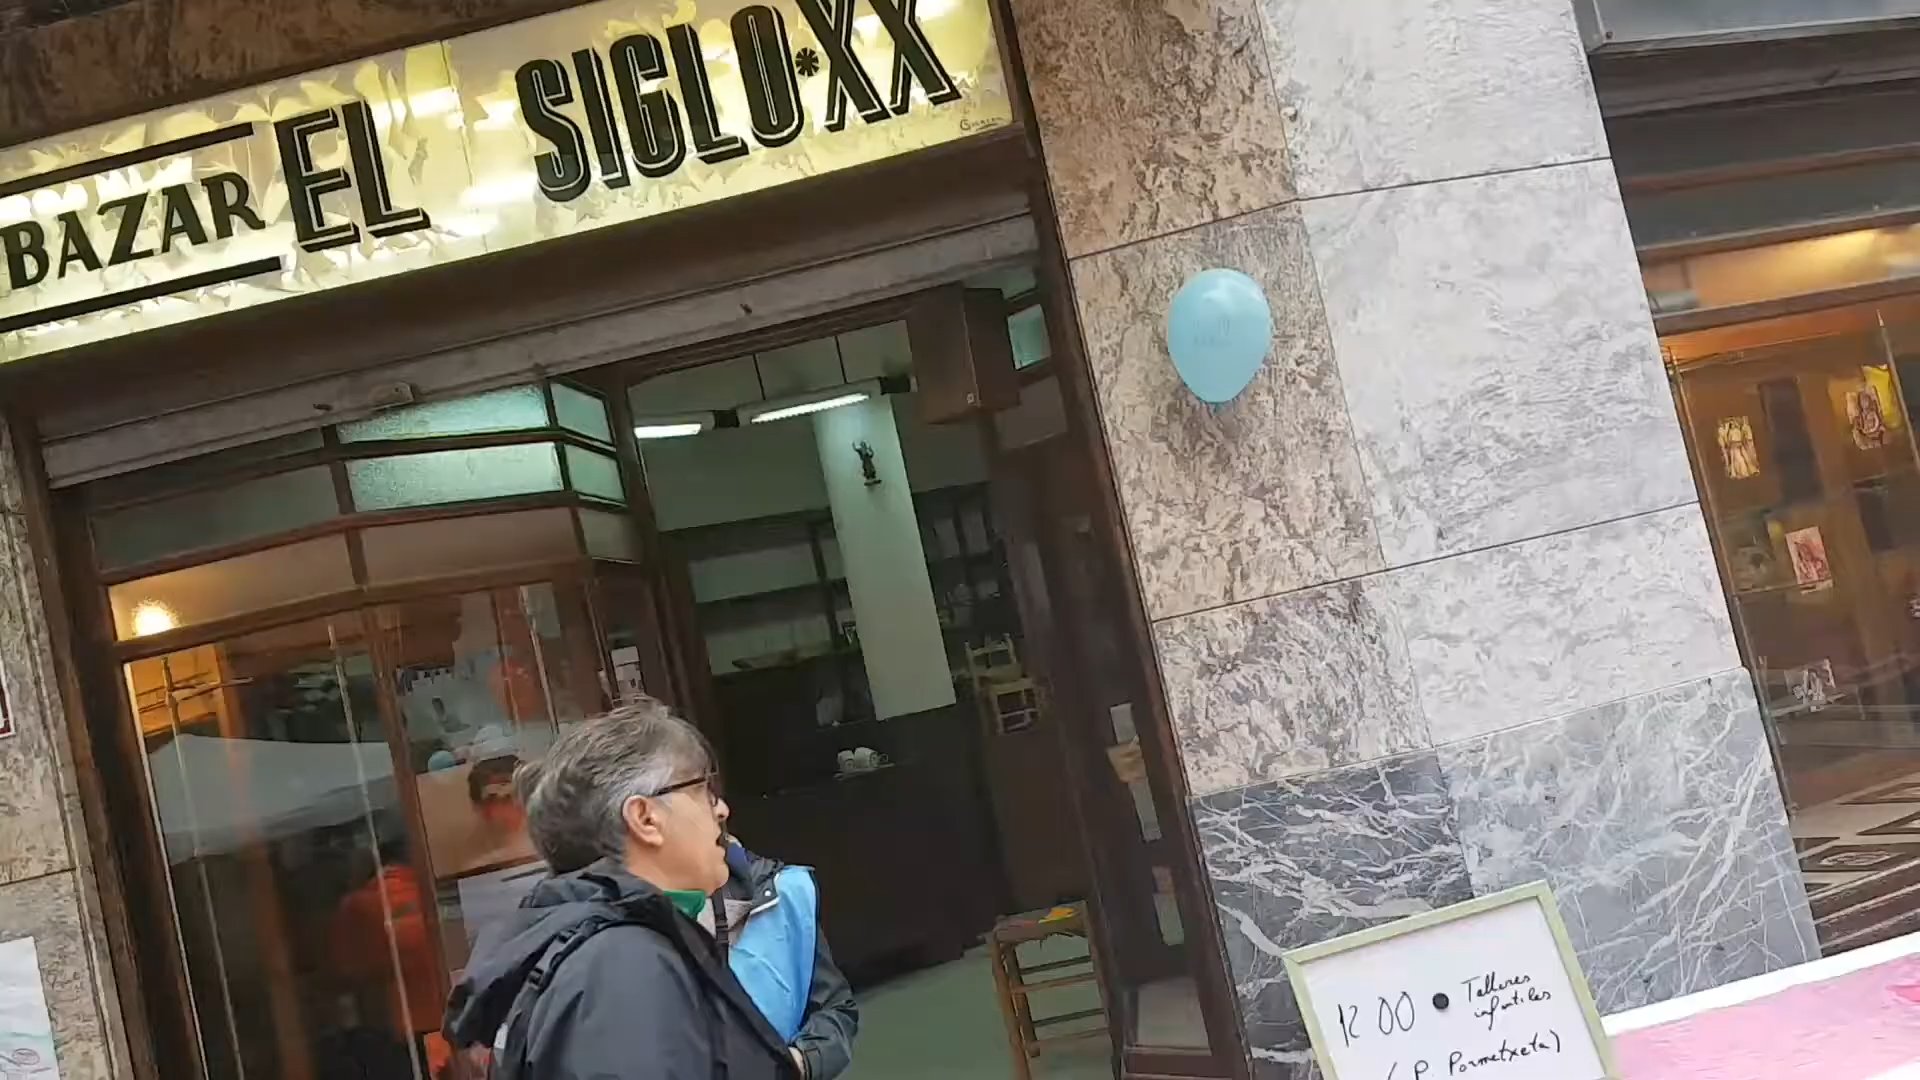 BAZAR EL SIGLO*XX
12 00 • Talleres
infantiles
(P. Pormetxeta)